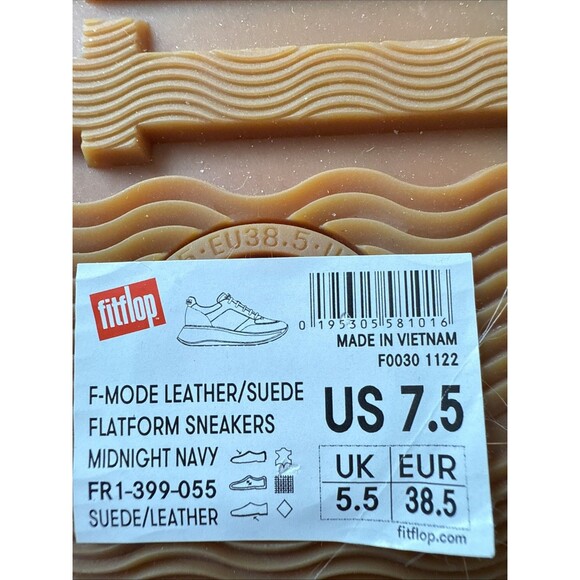 5 · EU38.5 · U
fitflop
0 195305 581016
MADE IN VIETNAM
F0030 1122
F-MODE LEATHER/SUEDE
FLATFORM SNEAKERS
MIDNIGHT NAVY
FR1-399-055
SUEDE/LEATHER
US 7.5
UK EUR
5.5 38.5
fitflop.com